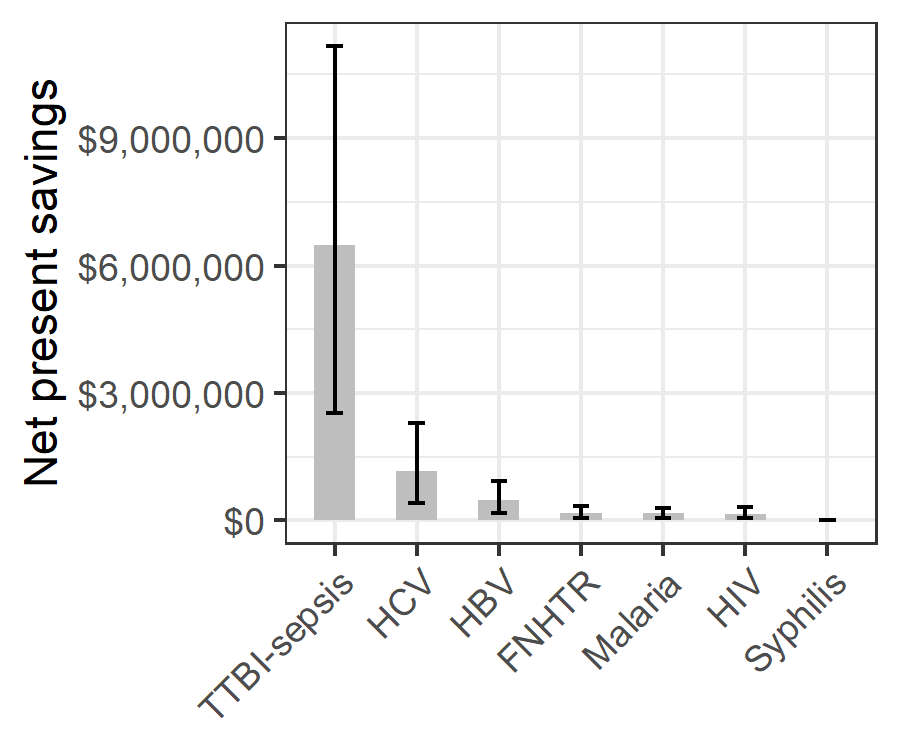 Net present savings
$9,000,000
$6,000,000
$3,000,000
$0
TTBI-sepsis
HCV
HBV
FNHTR
Malaria
HIV
Syphilis